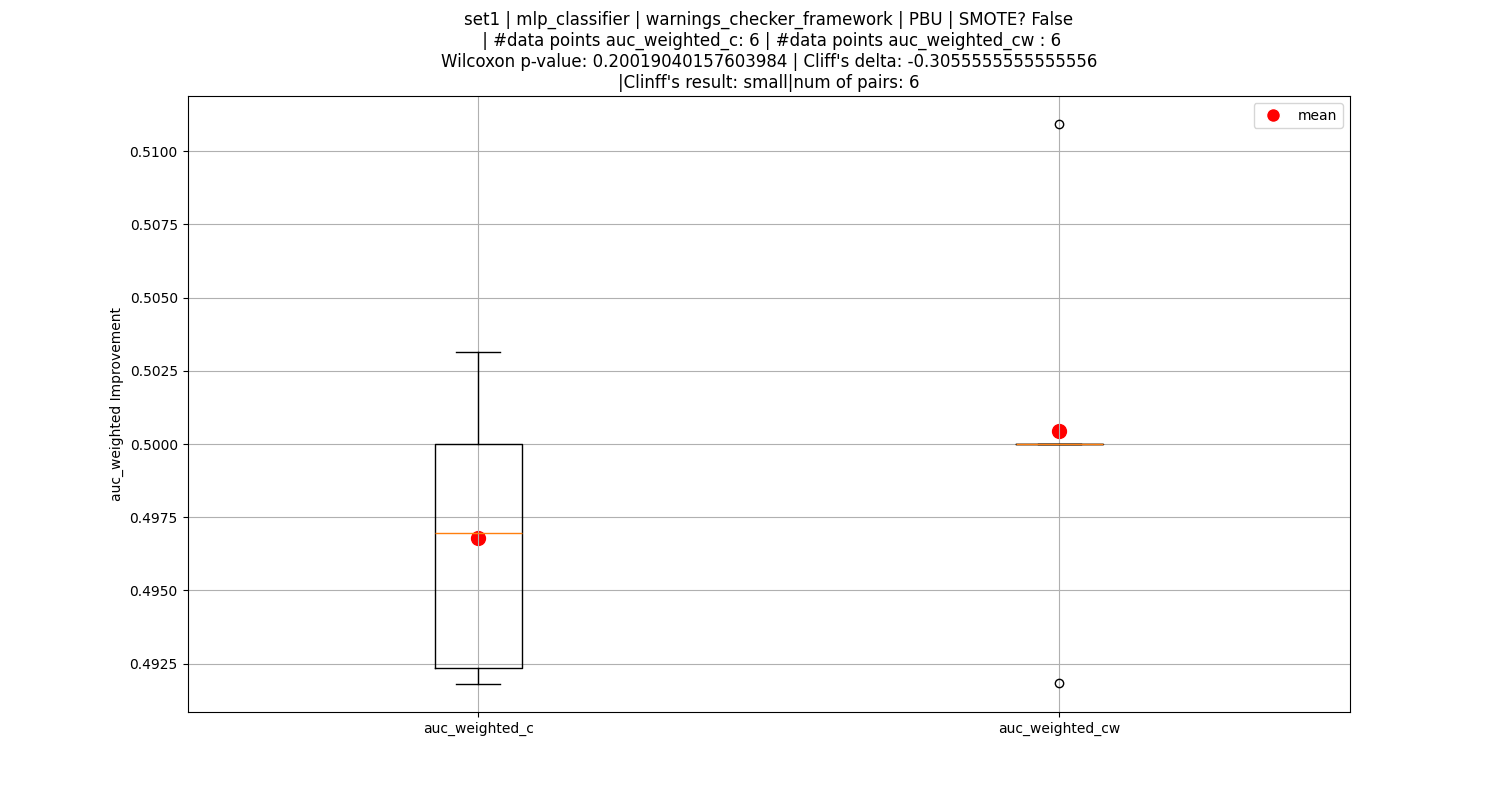 set1 | mlp_classifier | warnings_checker_framework | PBU | SMOTE? False
| #data points auc_weighted_c: 6 | #data points auc_weighted_cw : 6
Wilcoxon p-value: 0.20019040157603984 | Cliff's delta: -0.3055555555555556
|Clinff's result: small|num of pairs: 6
mean
0.5100
0.5075
0.5050
0.5025
0.5000
0.4975
0.4950
0.4925
auc_weighted Improvement
auc_weighted_c
auc_weighted_cw